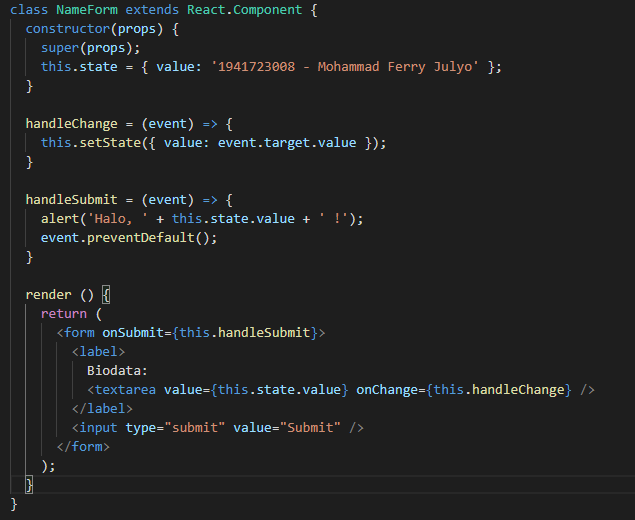 class NameForm extends React.Component {
  constructor(props) {
    super(props);
    this.state = { value: '1941723008 - Mohammad Ferry Julyo' };
  }

  handleChange = (event) => {
    this.setState({ value: event.target.value });
  }

  handleSubmit = (event) => {
    alert('Halo, ' + this.state.value + ' !');
    event.preventDefault();
  }

  render () {
    return (
      <form onSubmit={this.handleSubmit}>
        <label>
          Biodata:
          <textarea value={this.state.value} onChange={this.handleChange} />
        </label>
        <input type="submit" value="Submit" />
      </form>
    );
  }
}